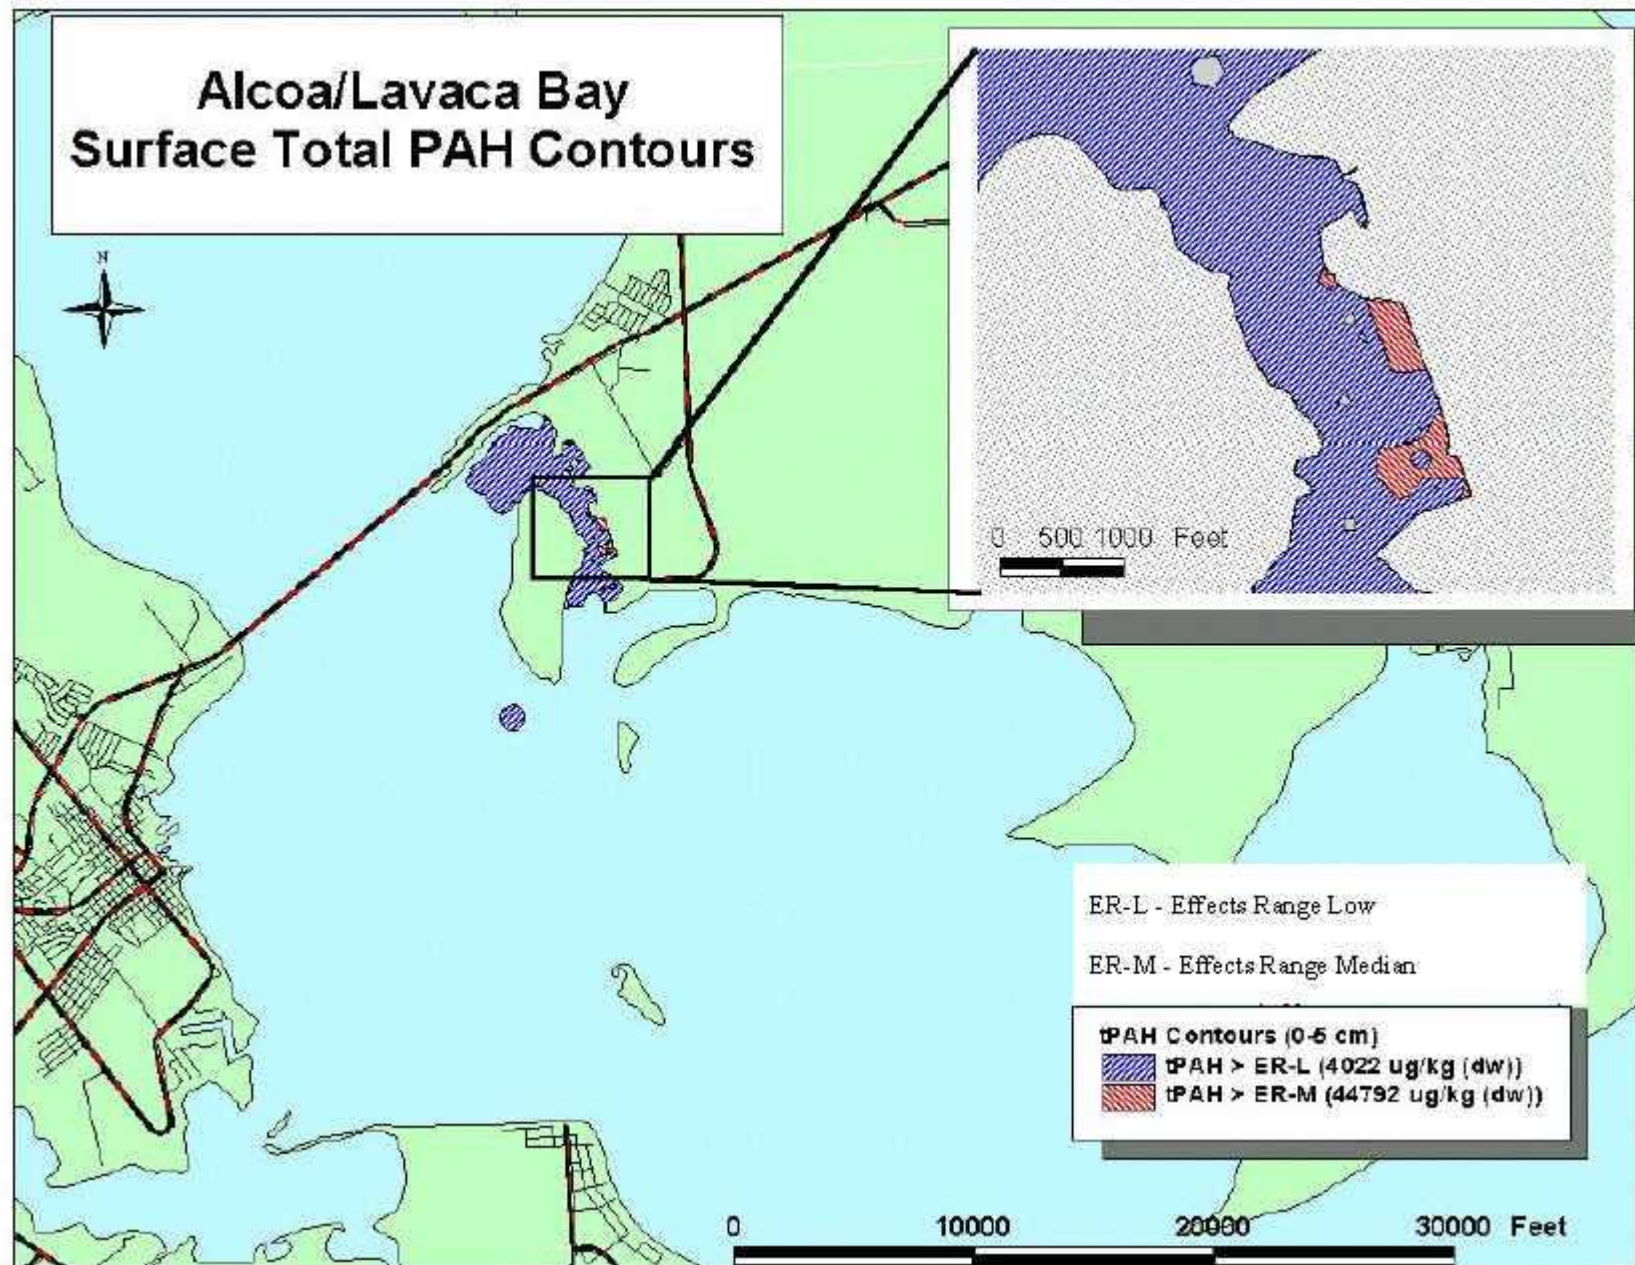 Alcoa/Lavaca Bay
Surface Total PAH Contours
N
0 500 1000 Feet
ER-L - Effects Range Low
ER-M - Effects Range Median
tPAH Contours (0-5 cm)
tPAH > ER-L (4022 ug/kg (dw))
tPAH > ER-M (44792 ug/kg (dw))
0 10000 20000 30000 Feet